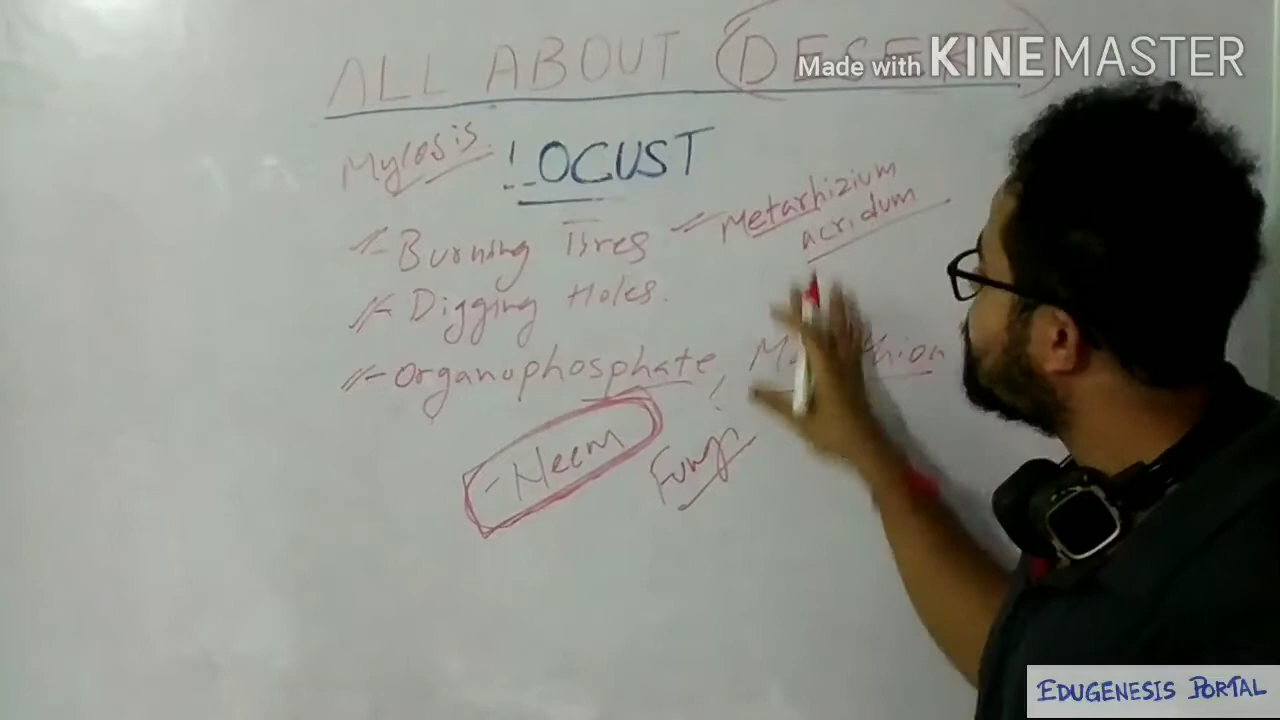 ALL ABOUT DESERT
Made with KINEMASTER
Mycosis
LOCUST
- Burning Tires
- Metarhizium
acridum
- Digging Holes.
- Organophosphate,
- Neem
Fungi
EDUGENESIS PORTAL